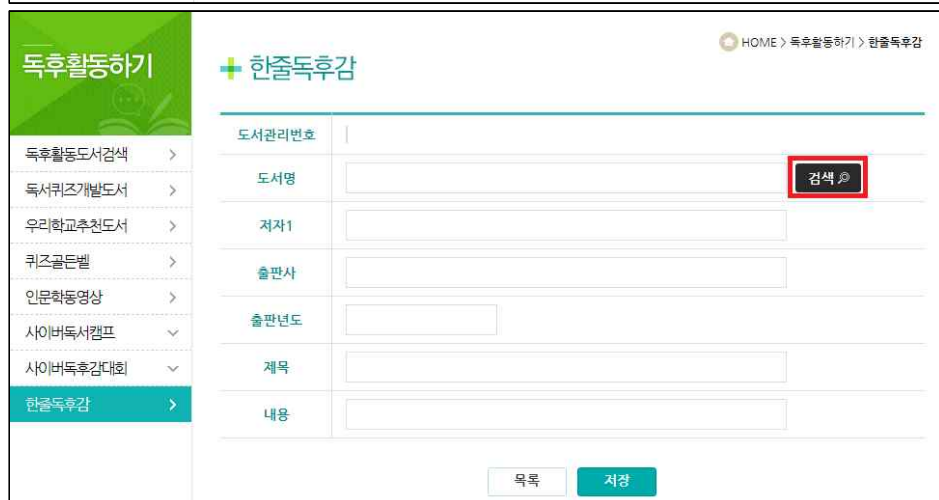 독후활동하기
독후활동도서검색
독서퀴즈개발도서
우리학교추천도서
퀴즈골든벨
인문학동영상
사이버독서캠프
사이버독후감대회
한줄독후감
HOME > 독후활동하기 > 한줄독후감
한줄독후감
도서관리번호
도서명
검색
저자1
출판사
출판년도
제목
내용
목록 저장